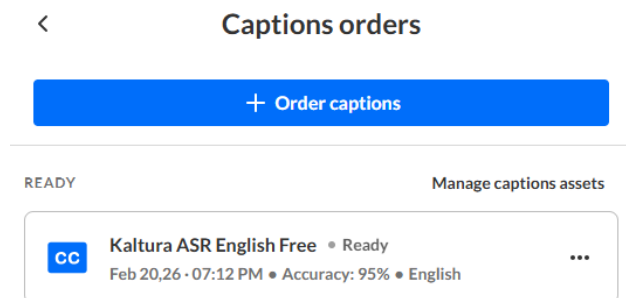 Captions orders
+ Order captions
READY Manage captions assets
Kaltura ASR English Free • Ready
CC
Feb 20,26 · 07:12 PM • Accuracy: 95% • English